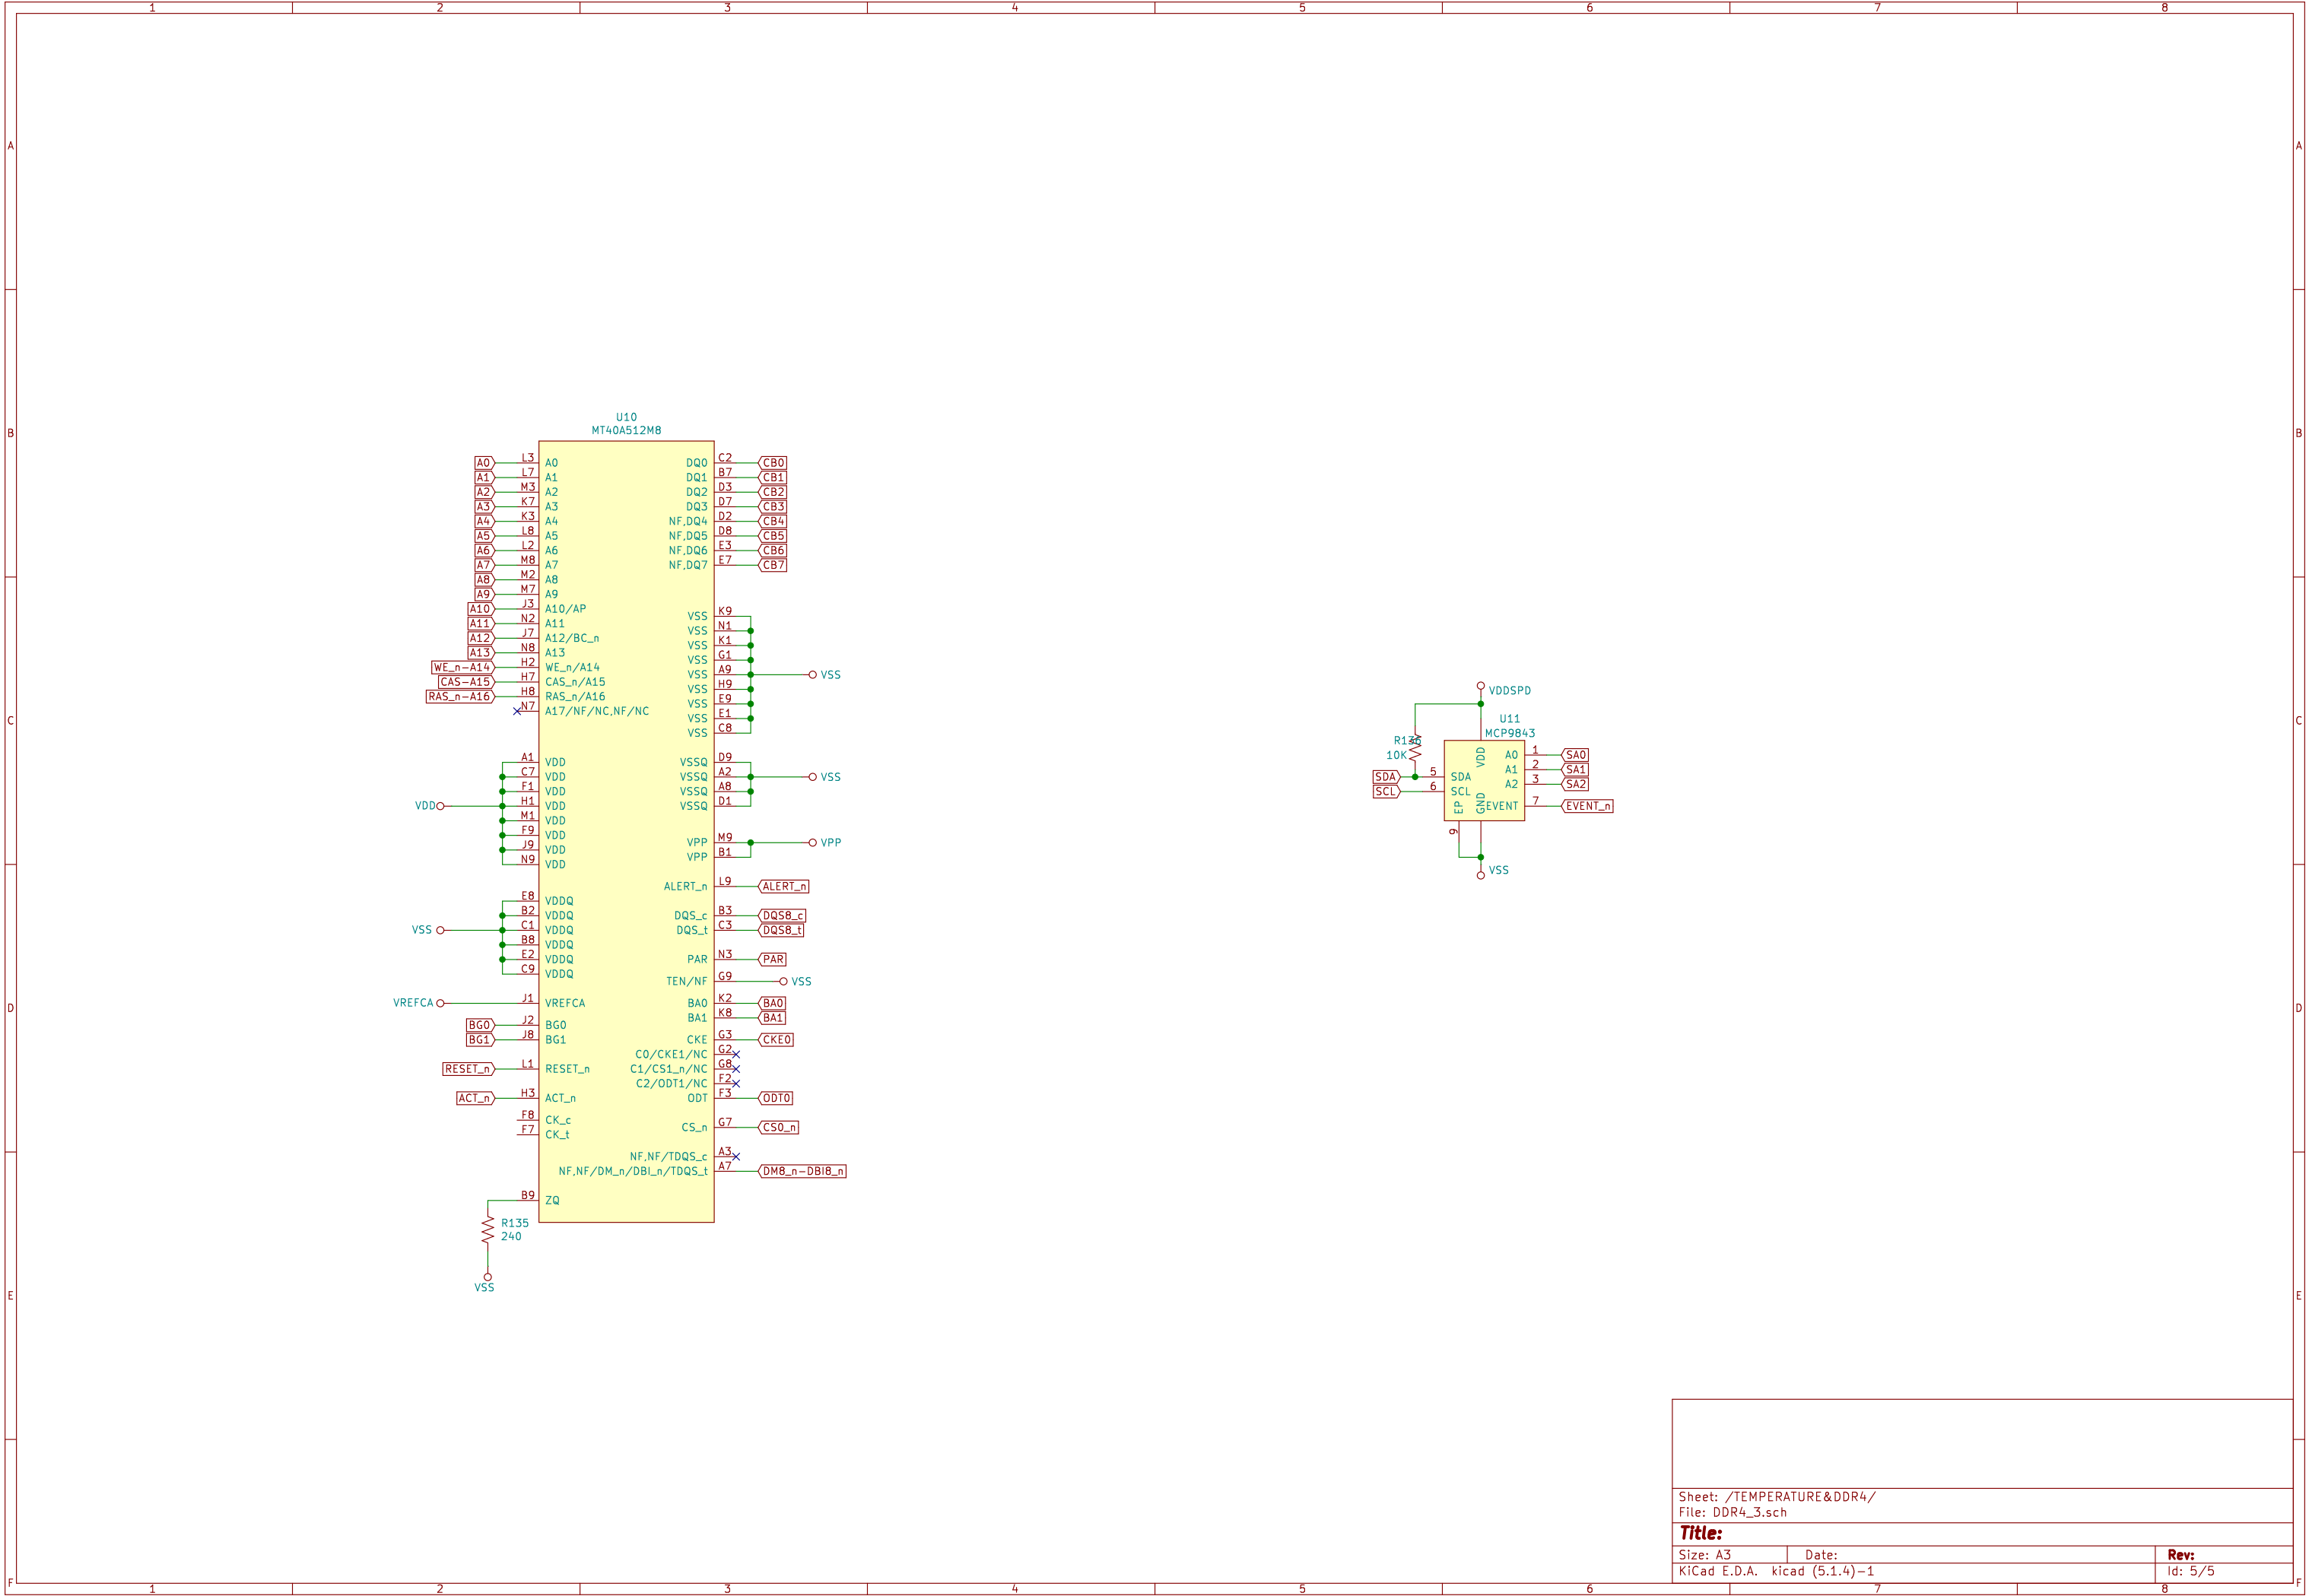 1 2 3 4 5 6 7 8
A A
B B
C C
D D
E E
F F
U10
MT40A512M8
A0 L3 A0 DQ0 C2 CB0
A1 L7 A1 DQ1 B7 CB1
A2 M3 A2 DQ2 D3 CB2
A3 K7 A3 DQ3 D7 CB3
A4 K3 A4 NF,DQ4 D2 CB4
A5 L8 A5 NF,DQ5 D8 CB5
A6 L2 A6 NF,DQ6 E3 CB6
A7 M8 A7 NF,DQ7 E7 CB7
A8 M2 A8
A9 M7 A9
A10 J3 A10/AP
A11 N2 A11
A12 J7 A12/BC_n
A13 N8 A13
WE_n-A14 H2 WE_n/A14
CAS-A15 H7 CAS_n/A15
RAS_n-A16 H8 RAS_n/A16
N7 A17/NF/NC,NF/NC
VSS K9
VSS N1
VSS K1
VSS G1
VSS A9 VSS
VSS H9
VSS E9
VSS E1
VSS C8
A1 VDD VSSQ D9
C7 VDD VSSQ A2 VSS
F1 VDD VSSQ A8
VDD H1 VDD VSSQ D1
M1 VDD
F9 VDD
J9 VDD
N9 VDD
VPP M9 VPP
VPP B1
ALERT_n L9 ALERT_n
E8 VDDQ
B2 VDDQ DQS_c B3 DQS8_c
VSS C1 VDDQ DQS_t C3 DQS8_t
B8 VDDQ
E2 VDDQ PAR N3 PAR
C9 VDDQ
TEN/NF G9 VSS
VREFCA J1 VREFCA BA0 K2 BA0
BA1 K8 BA1
BG0 J2 BG0
BG1 J8 BG1 CKE G3 CKE0
C0/CKE1/NC G2
RESET_n L1 RESET_n C1/CS1_n/NC G8
C2/ODT1/NC F2
ACT_n H3 ACT_n ODT F3 ODT0
F8 CK_c
F7 CK_t CS_n G7 CS0_n
NF,NF/TDQS_c A3
NF,NF/DM_n/DBI_n/TDQS_t A7 DM8_n-DBI8_n
B9 ZQ
R135
240
VSS
VDDSPD
U11
MCP9843
R136
10K
VDD
A0 1 SA0
A1 2 SA1
A2 3 SA2
SDA 5 SDA
SCL 6 SCL
EP GND EVENT 7 EVENT_n
9
VSS
Sheet: /TEMPERATURE&DDR4/
File: DDR4_3.sch
Title:
Size: A3 Date: Rev:
KiCad E.D.A. kicad (5.1.4)-1 Id: 5/5
1 2 3 4 5 6 7 8